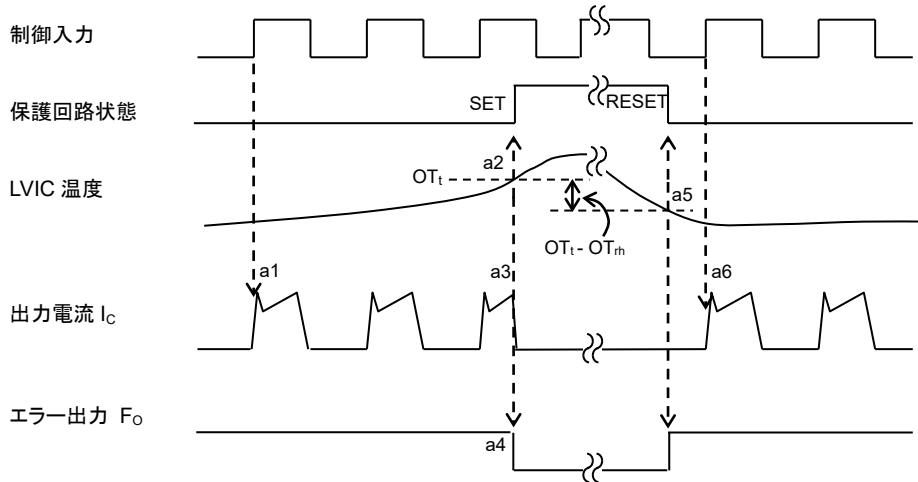 制御入力
SET
RESET
保護回路状態
a2
OTt
LVIC 温度
a5
OTt - OTrh
a1
a3
a6
出力電流 IC
エラー出力 FO
a4